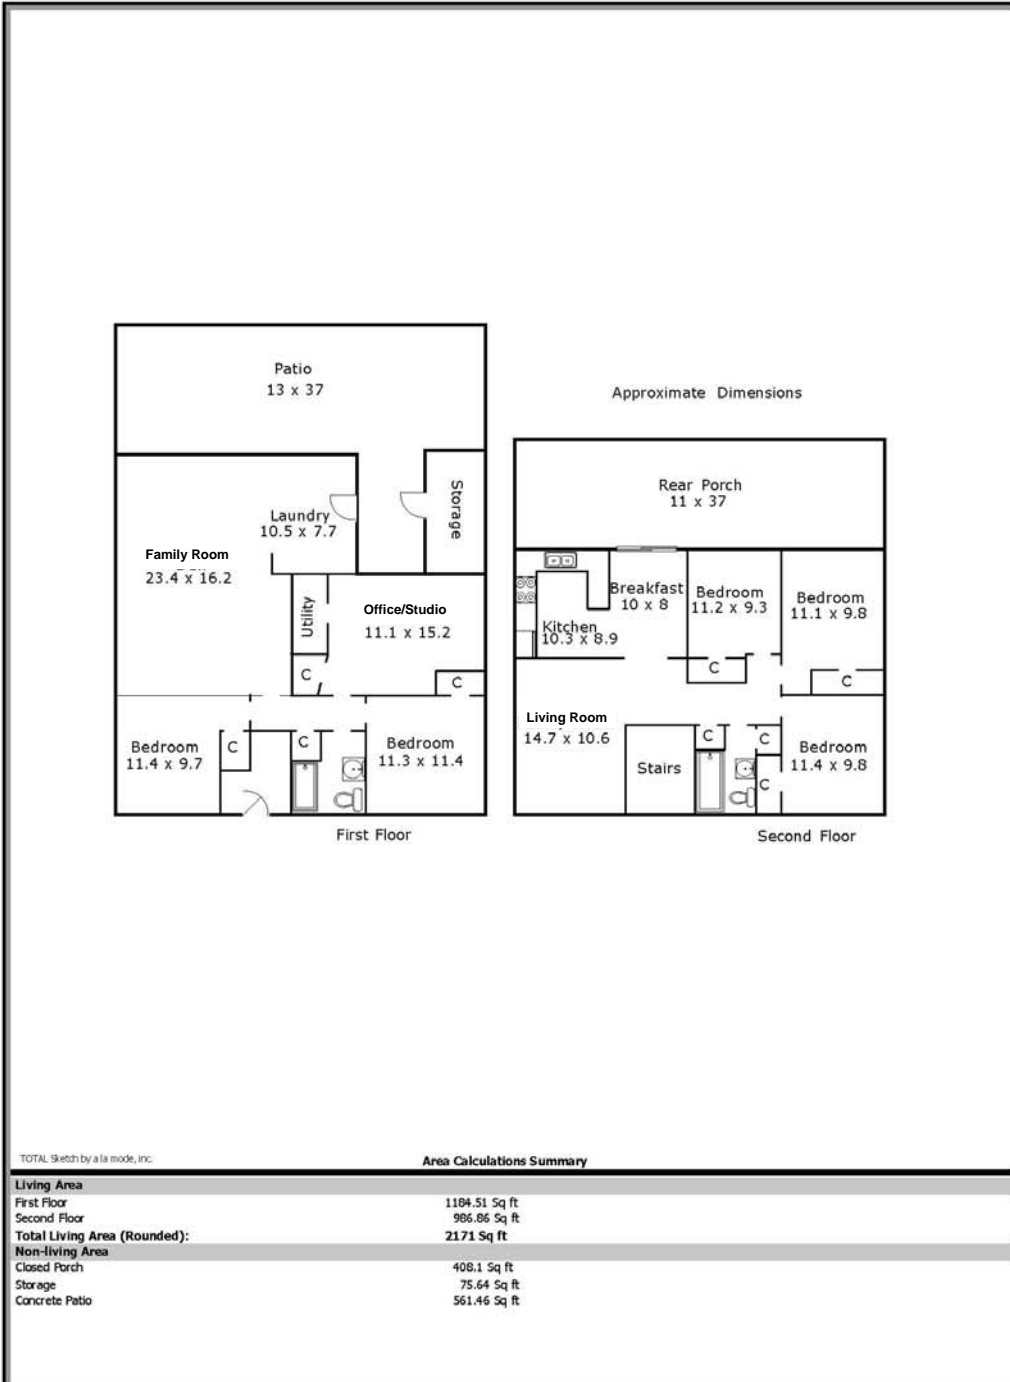 Patio
13 x 37
Storage
Laundry
10.5 x 7.7
Family Room
23.4 x 16.2
Utility
Office/Studio
11.1 x 15.2
C
C
Bedroom
11.4 x 9.7
C
C
Bedroom
11.3 x 11.4
First Floor
Approximate Dimensions
Rear Porch
11 x 37
Breakfast
10 x 8
Bedroom
11.2 x 9.3
Bedroom
11.1 x 9.8
Kitchen
10.3 x 8.9
C
C
Living Room
14.7 x 10.6
Stairs
C
C
C
Bedroom
11.4 x 9.8
Second Floor
TOTAL Sketch by a la mode, inc.
Area Calculations Summary
Living Area
First Floor 1184.51 Sq ft
Second Floor 986.86 Sq ft
Total Living Area (Rounded): 2171 Sq ft
Non-living Area
Closed Porch 408.1 Sq ft
Storage 75.64 Sq ft
Concrete Patio 561.46 Sq ft